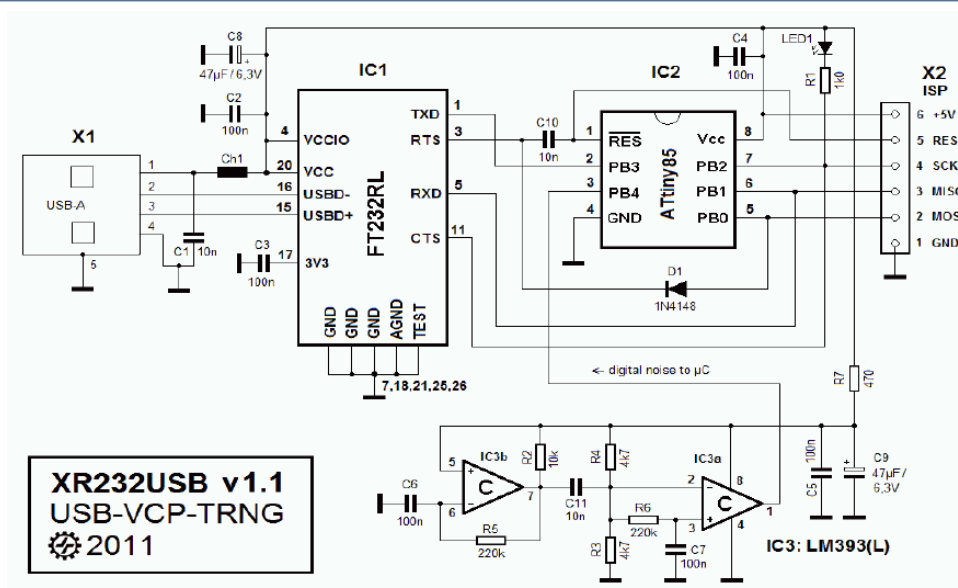 C8
47µF / 6,3V
C2
100n
IC1
C4
100n
LED1
R1
1k0
IC2
X2
ISP
X1
USB-A
1
2
3
4
5
Ch1
C1
10n
C3
100n
4
VCCIO
20
VCC
16
USBD-
15
USBD+
17
3V3
FT232RL
TXD
1
RTS
3
RXD
5
CTS
11
GND
GND
GND
AGND
TEST
7,18,21,25,26
C10
10n
1
RES
2
PB3
3
PB4
4
GND
ATtiny85
Vcc
8
PB2
7
PB1
6
PB0
5
6 +5V
5 RES
4 SCK
3 MISO
2 MOS
1 GND
D1
1N4148
← digital noise to µC
R7
470
IC3b
5
+
C
-
6
7
C6
100n
R5
220k
R2
10k
C11
10n
R4
4k7
R3
4k7
R6
220k
C7
100n
IC3a
2
-
C
+
3
8
4
1
100n
C5
C9
47µF /
6,3V
IC3: LM393(L)
XR232USB v1.1
USB-VCP-TRNG
2011